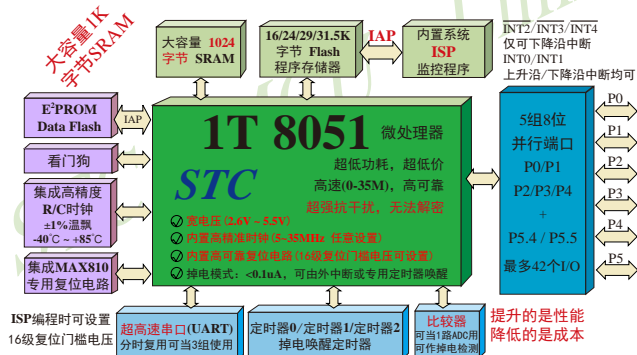 大容量1K
字节SRAM
大容量 1024
字节 SRAM
16/24/29/31.5K
字节 Flash
程序存储器
IAP
内置系统
ISP
监控程序
INT2/INT3/INT4
仅可下降沿中断
INT0/INT1
上升沿/下降沿中断均可
E²PROM
Data Flash
IAP
看门狗
集成高精度
R/C时钟
±1%温飘
-40℃ ~ +85℃
集成MAX810
专用复位电路
1T 8051 微处理器
STC
超低功耗，超低价
高速(0-35M)，高可靠
超强抗干扰，无法解密
宽电压(2.6V ~ 5.5V)
内置高精准时钟(5~35MHz 任意设置)
内置高可靠复位电路(16级复位门槛电压可设置)
掉电模式：<0.1uA，可由外中断或专用定时器唤醒
5组8位
并行端口
P0/P1
P2/P3/P4
+
P5.4 / P5.5
最多42个I/O
P0
P1
P2
P3
P4
P5
ISP编程时可设置
16级复位门槛电压
超高速串口(UART)
分时复用可当3组使用
定时器0/定时器1/定时器2
掉电唤醒定时器
比较器
可当1路ADC用
可作掉电检测
提升的是性能
降低的是成本